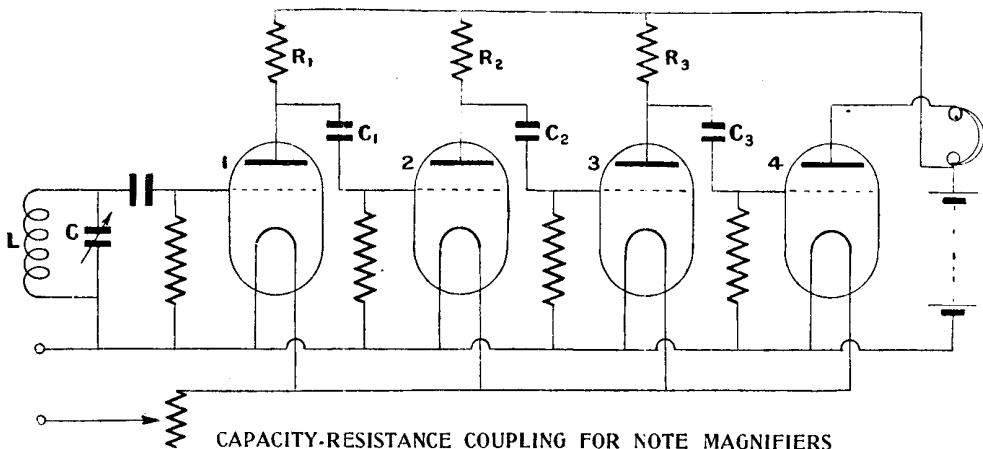 R₁
R₂
R₃
C₁
C₂
C₃
1
2
3
4
L
C
CAPACITY-RESISTANCE COUPLING FOR NOTE MAGNIFIERS